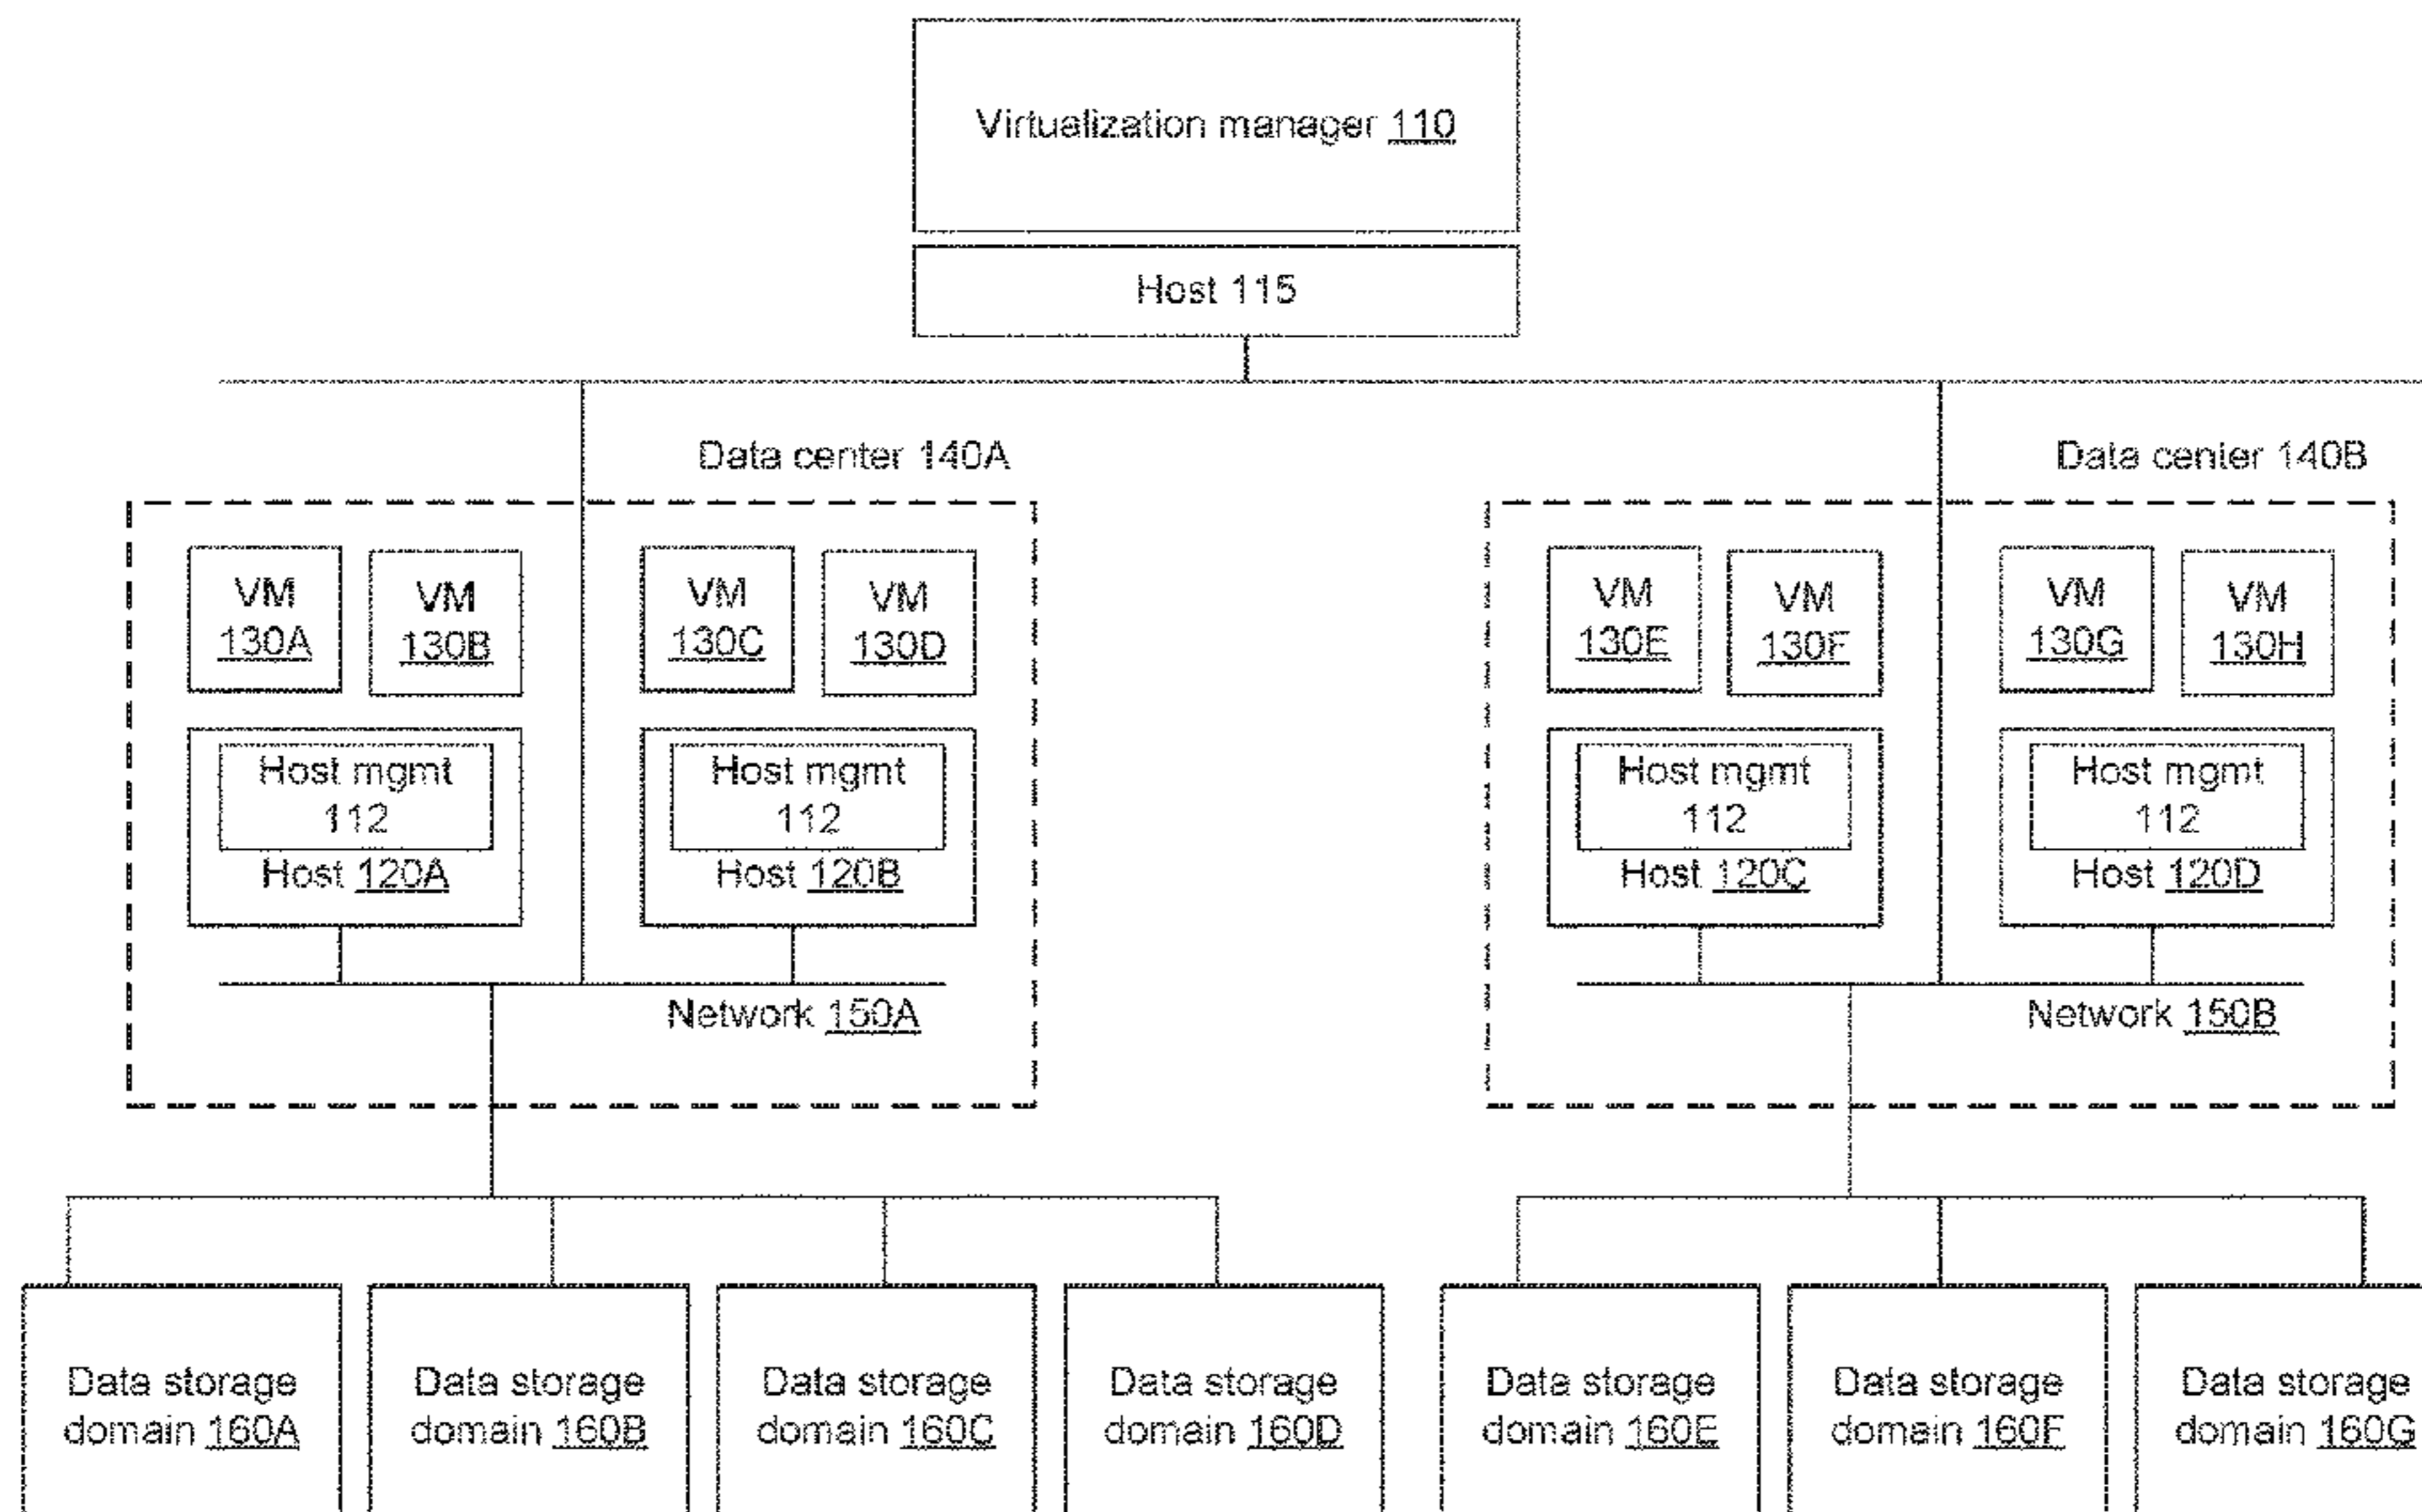 Virtualization manager 110
Host 115
Data center 140A
Data center 140B
VM
130A
VM
130B
VM
130C
VM
130D
VM
130E
VM
130F
VM
130G
VM
130H
Host mgmt
112
Host 120A
Host mgmt
112
Host 120B
Host mgmt
112
Host 120C
Host mgmt
112
Host 120D
Network 150A
Network 150B
Data storage
domain 160A
Data storage
domain 160B
Data storage
domain 160C
Data storage
domain 160D
Data storage
domain 160E
Data storage
domain 160F
Data storage
domain 160G